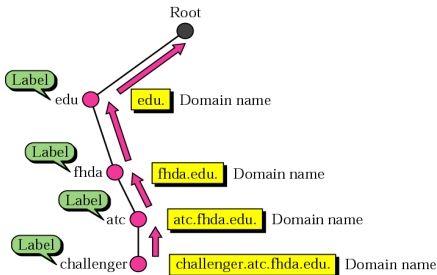 Root
Label
edu
edu.
Domain name
Label
fhda
fhda.edu.
Domain name
Label
atc
atc.fhda.edu.
Domain name
Label
challenger
challenger.atc.fhda.edu.
Domain name